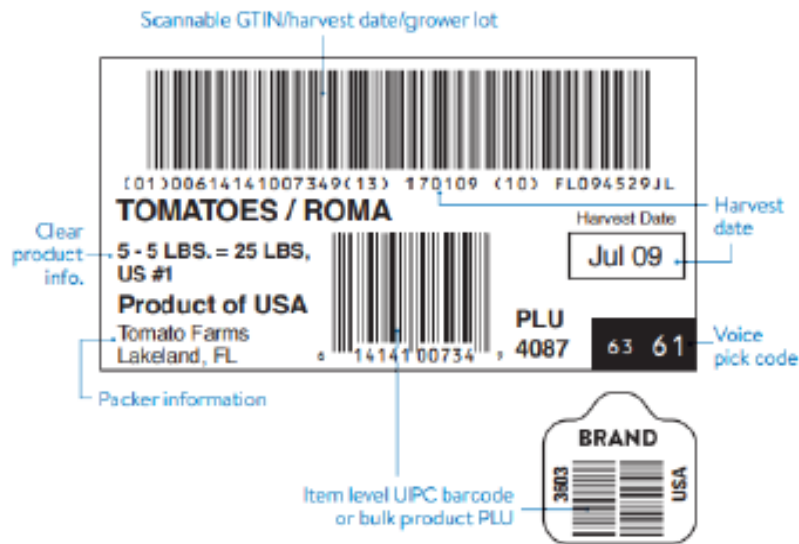 Scannable GTIN/harvest date/grower lot
(01)00614141007349(13) 170109 (10) FL094529JL
TOMATOES / ROMA
Harvest Date
Harvest
date
Clear
product
info.
5 - 5 LBS. = 25 LBS,
US #1
Jul 09
Product of USA
Tomato Farms
Lakeland, FL
6 14141 00734 9
PLU
4087
63 61
Voice
pick code
Packer information
BRAND
3603
USA
Item level UPC barcode
or bulk product PLU